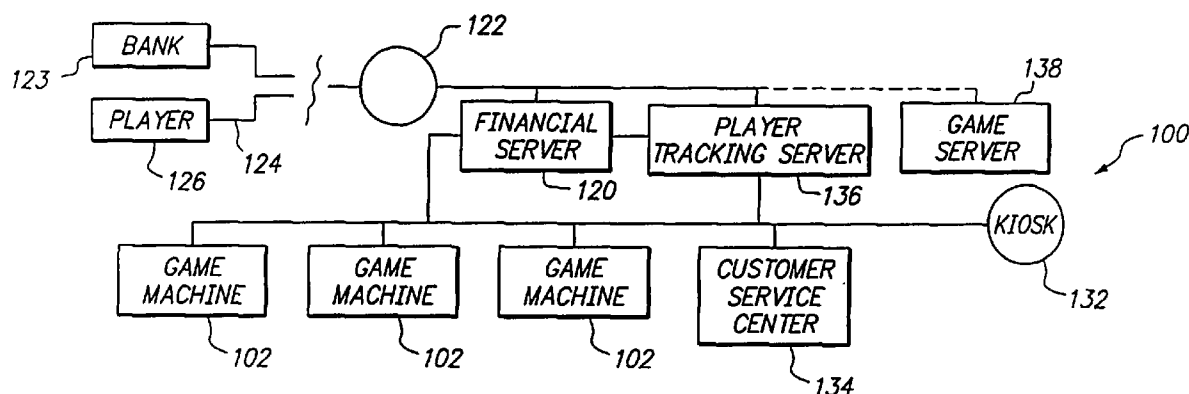 122
BANK
123
138
PLAYER
FINANCIAL
SERVER
PLAYER
TRACKING SERVER
GAME
SERVER
100
124
126
120
136
KIOSK
GAME
MACHINE
GAME
MACHINE
GAME
MACHINE
CUSTOMER
SERVICE
CENTER
132
102
102
102
134